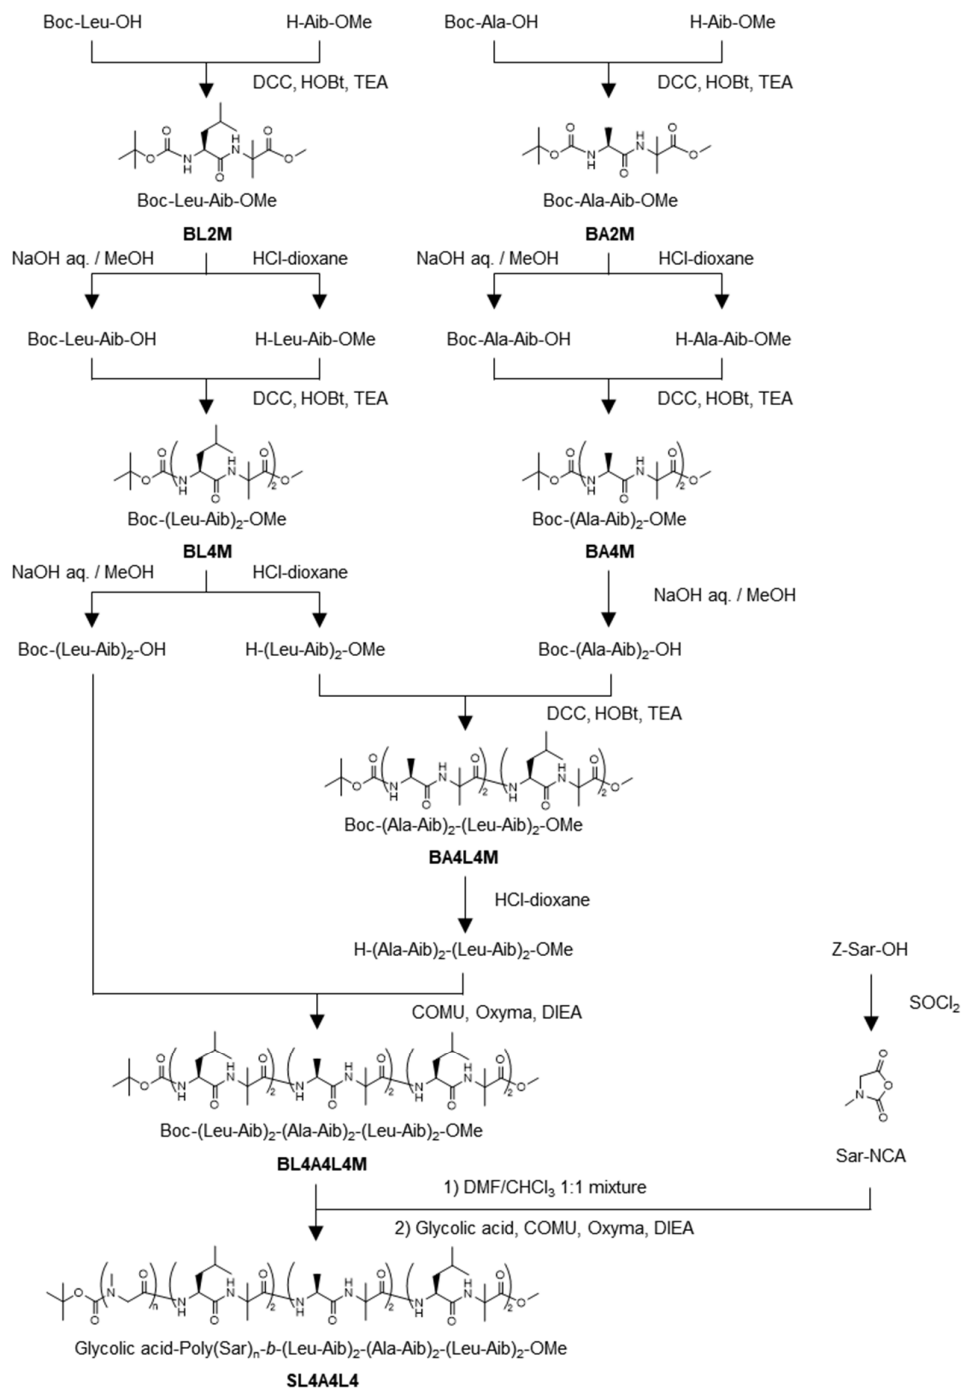 Boc-Leu-OH H-Aib-OMe Boc-Ala-OH H-Aib-OMe
DCC, HOBt, TEA DCC, HOBt, TEA
Boc-Leu-Aib-OMe Boc-Ala-Aib-OMe
BL2M BA2M
NaOH aq. / MeOH HCl-dioxane NaOH aq. / MeOH HCl-dioxane
Boc-Leu-Aib-OH H-Leu-Aib-OMe Boc-Ala-Aib-OH H-Ala-Aib-OMe
DCC, HOBt, TEA DCC, HOBt, TEA
Boc-(Leu-Aib)2-OMe Boc-(Ala-Aib)2-OMe
BL4M BA4M
NaOH aq. / MeOH HCl-dioxane NaOH aq. / MeOH
Boc-(Leu-Aib)2-OH H-(Leu-Aib)2-OMe Boc-(Ala-Aib)2-OH
DCC, HOBt, TEA
Boc-(Ala-Aib)2-(Leu-Aib)2-OMe
BA4L4M
HCl-dioxane
H-(Ala-Aib)2-(Leu-Aib)2-OMe Z-Sar-OH
COMU, Oxyma, DIEA SOCl2
Boc-(Leu-Aib)2-(Ala-Aib)2-(Leu-Aib)2-OMe
BL4A4L4M
Sar-NCA
1) DMF/CHCl3 1:1 mixture
2) Glycolic acid, COMU, Oxyma, DIEA
Glycolic acid-Poly(Sar)n-b-(Leu-Aib)2-(Ala-Aib)2-(Leu-Aib)2-OMe
SL4A4L4